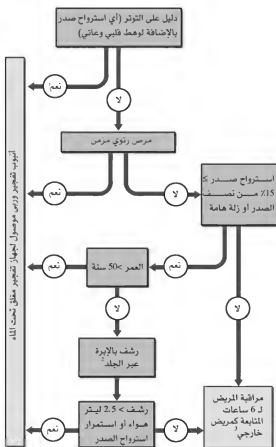 دليل على التوتر (أي استرواح صدر
بالإضافة لوهط قلبي وعائي)
نعم
لا
مرض رئوي مزمن
نعم
لا
استرواح صدر ≥
15٪ من نصف
الصدر أو زلة هامة
نعم
العمر >50 سنة
نعم
لا
لا
رشف بالإبرة
عبر الجلد
رشف > 2.5 ليتر
هواء أو استمرار
استرواح الصدر
نعم
لا
مراقبة المريض
لـ 6 ساعات
المتابعة كمريض
خارجي
أنبوب تفجير وربي موصول لجهاز تفجير مغلق تحت الماء